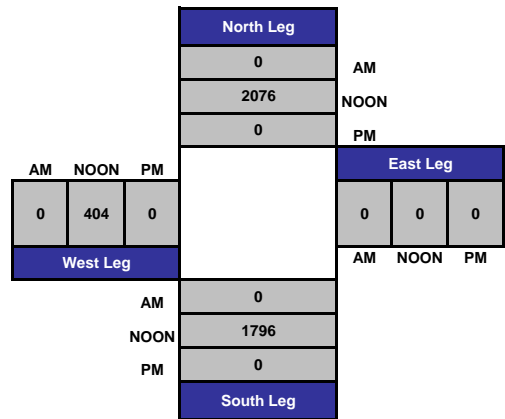 North Leg
0 AM
2076 NOON
0 PM
AM NOON PM
East Leg
0 404 0
0 0 0
West Leg
AM NOON PM
AM 0
NOON 1796
PM 0
South Leg